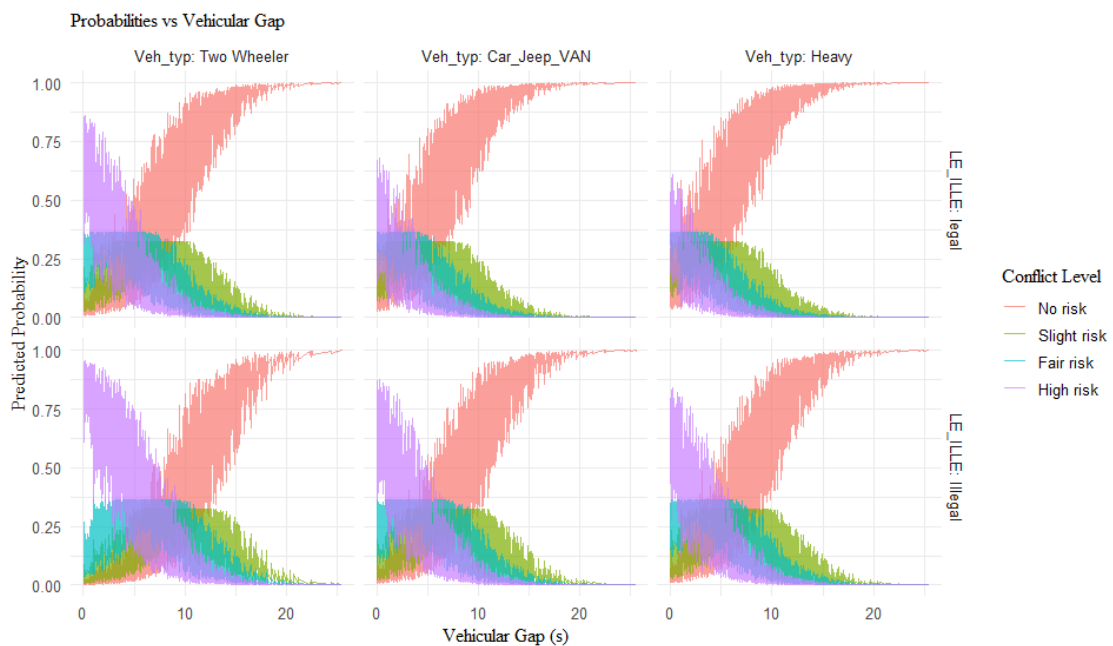 Probabilities vs Vehicular Gap
Veh_typ: Two Wheeler
Veh_typ: Car_Jeep_VAN
Veh_typ: Heavy
1.00
0.75
0.50
0.25
0.00
LE_ILLE: legal
1.00
0.75
0.50
0.25
0.00
LE_ILLE: Illegal
Predicted Probability
0 10 20
0 10 20
0 10 20
Vehicular Gap (s)
Conflict Level
No risk
Slight risk
Fair risk
High risk